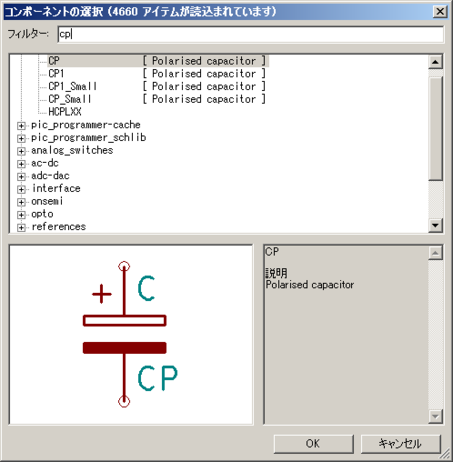 コンポーネントの選択 (4660 アイテムが読込まれています)
フィルター: cp
CP [ Polarised capacitor ]
CP1 [ Polarised capacitor ]
CP1_Small [ Polarised capacitor ]
CP_Small [ Polarised capacitor ]
HCPLXX
pic_programmer-cache
pic_programmer_schlib
analog_switches
ac-dc
adc-dac
interface
onsemi
opto
references
+ C
CP
CP
説明
Polarised capacitor
OK キャンセル